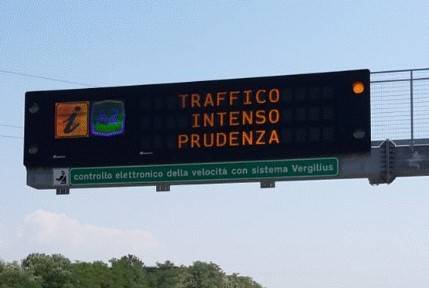 TRAFFICO
INTENSO
PRUDENZA
i
controllo elettronico della velocità con sistema Vergilius